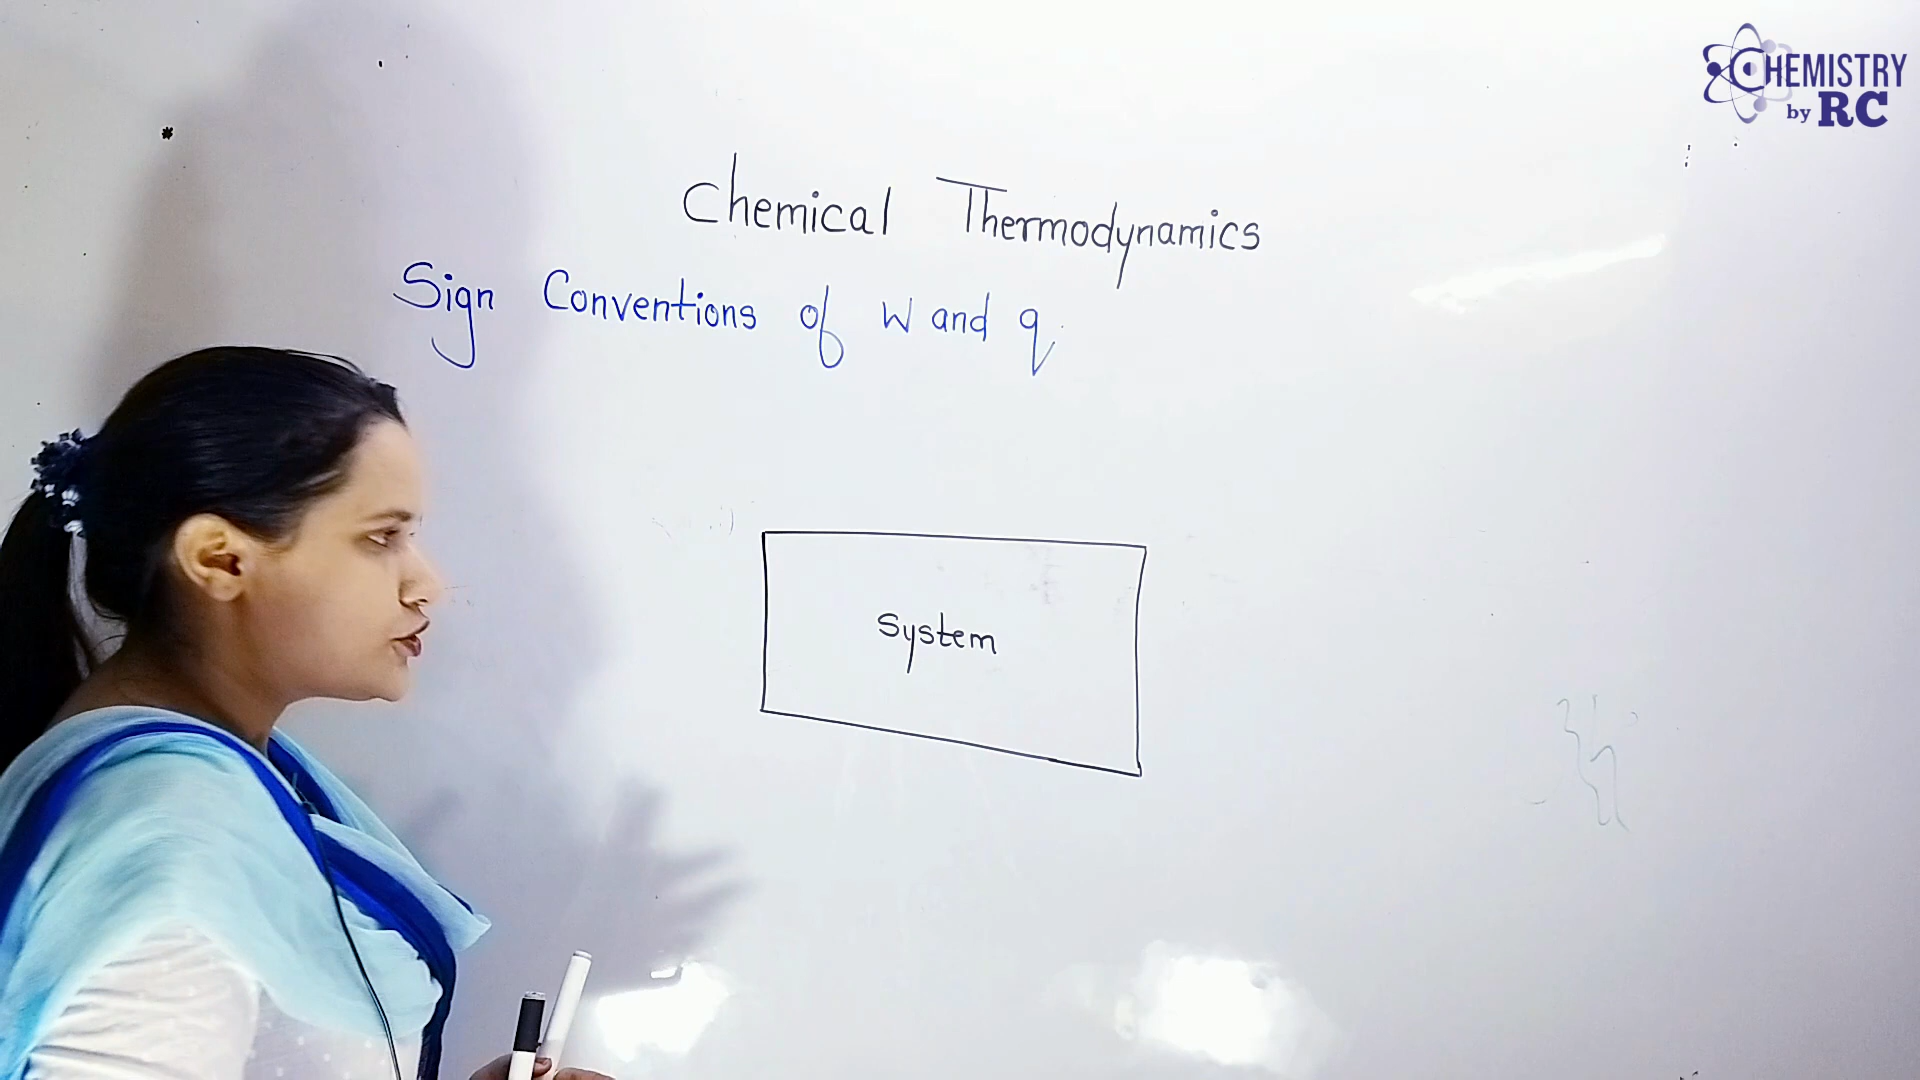 CHEMISTRY
by RC
Chemical Thermodynamics
Sign Conventions of W and q
System